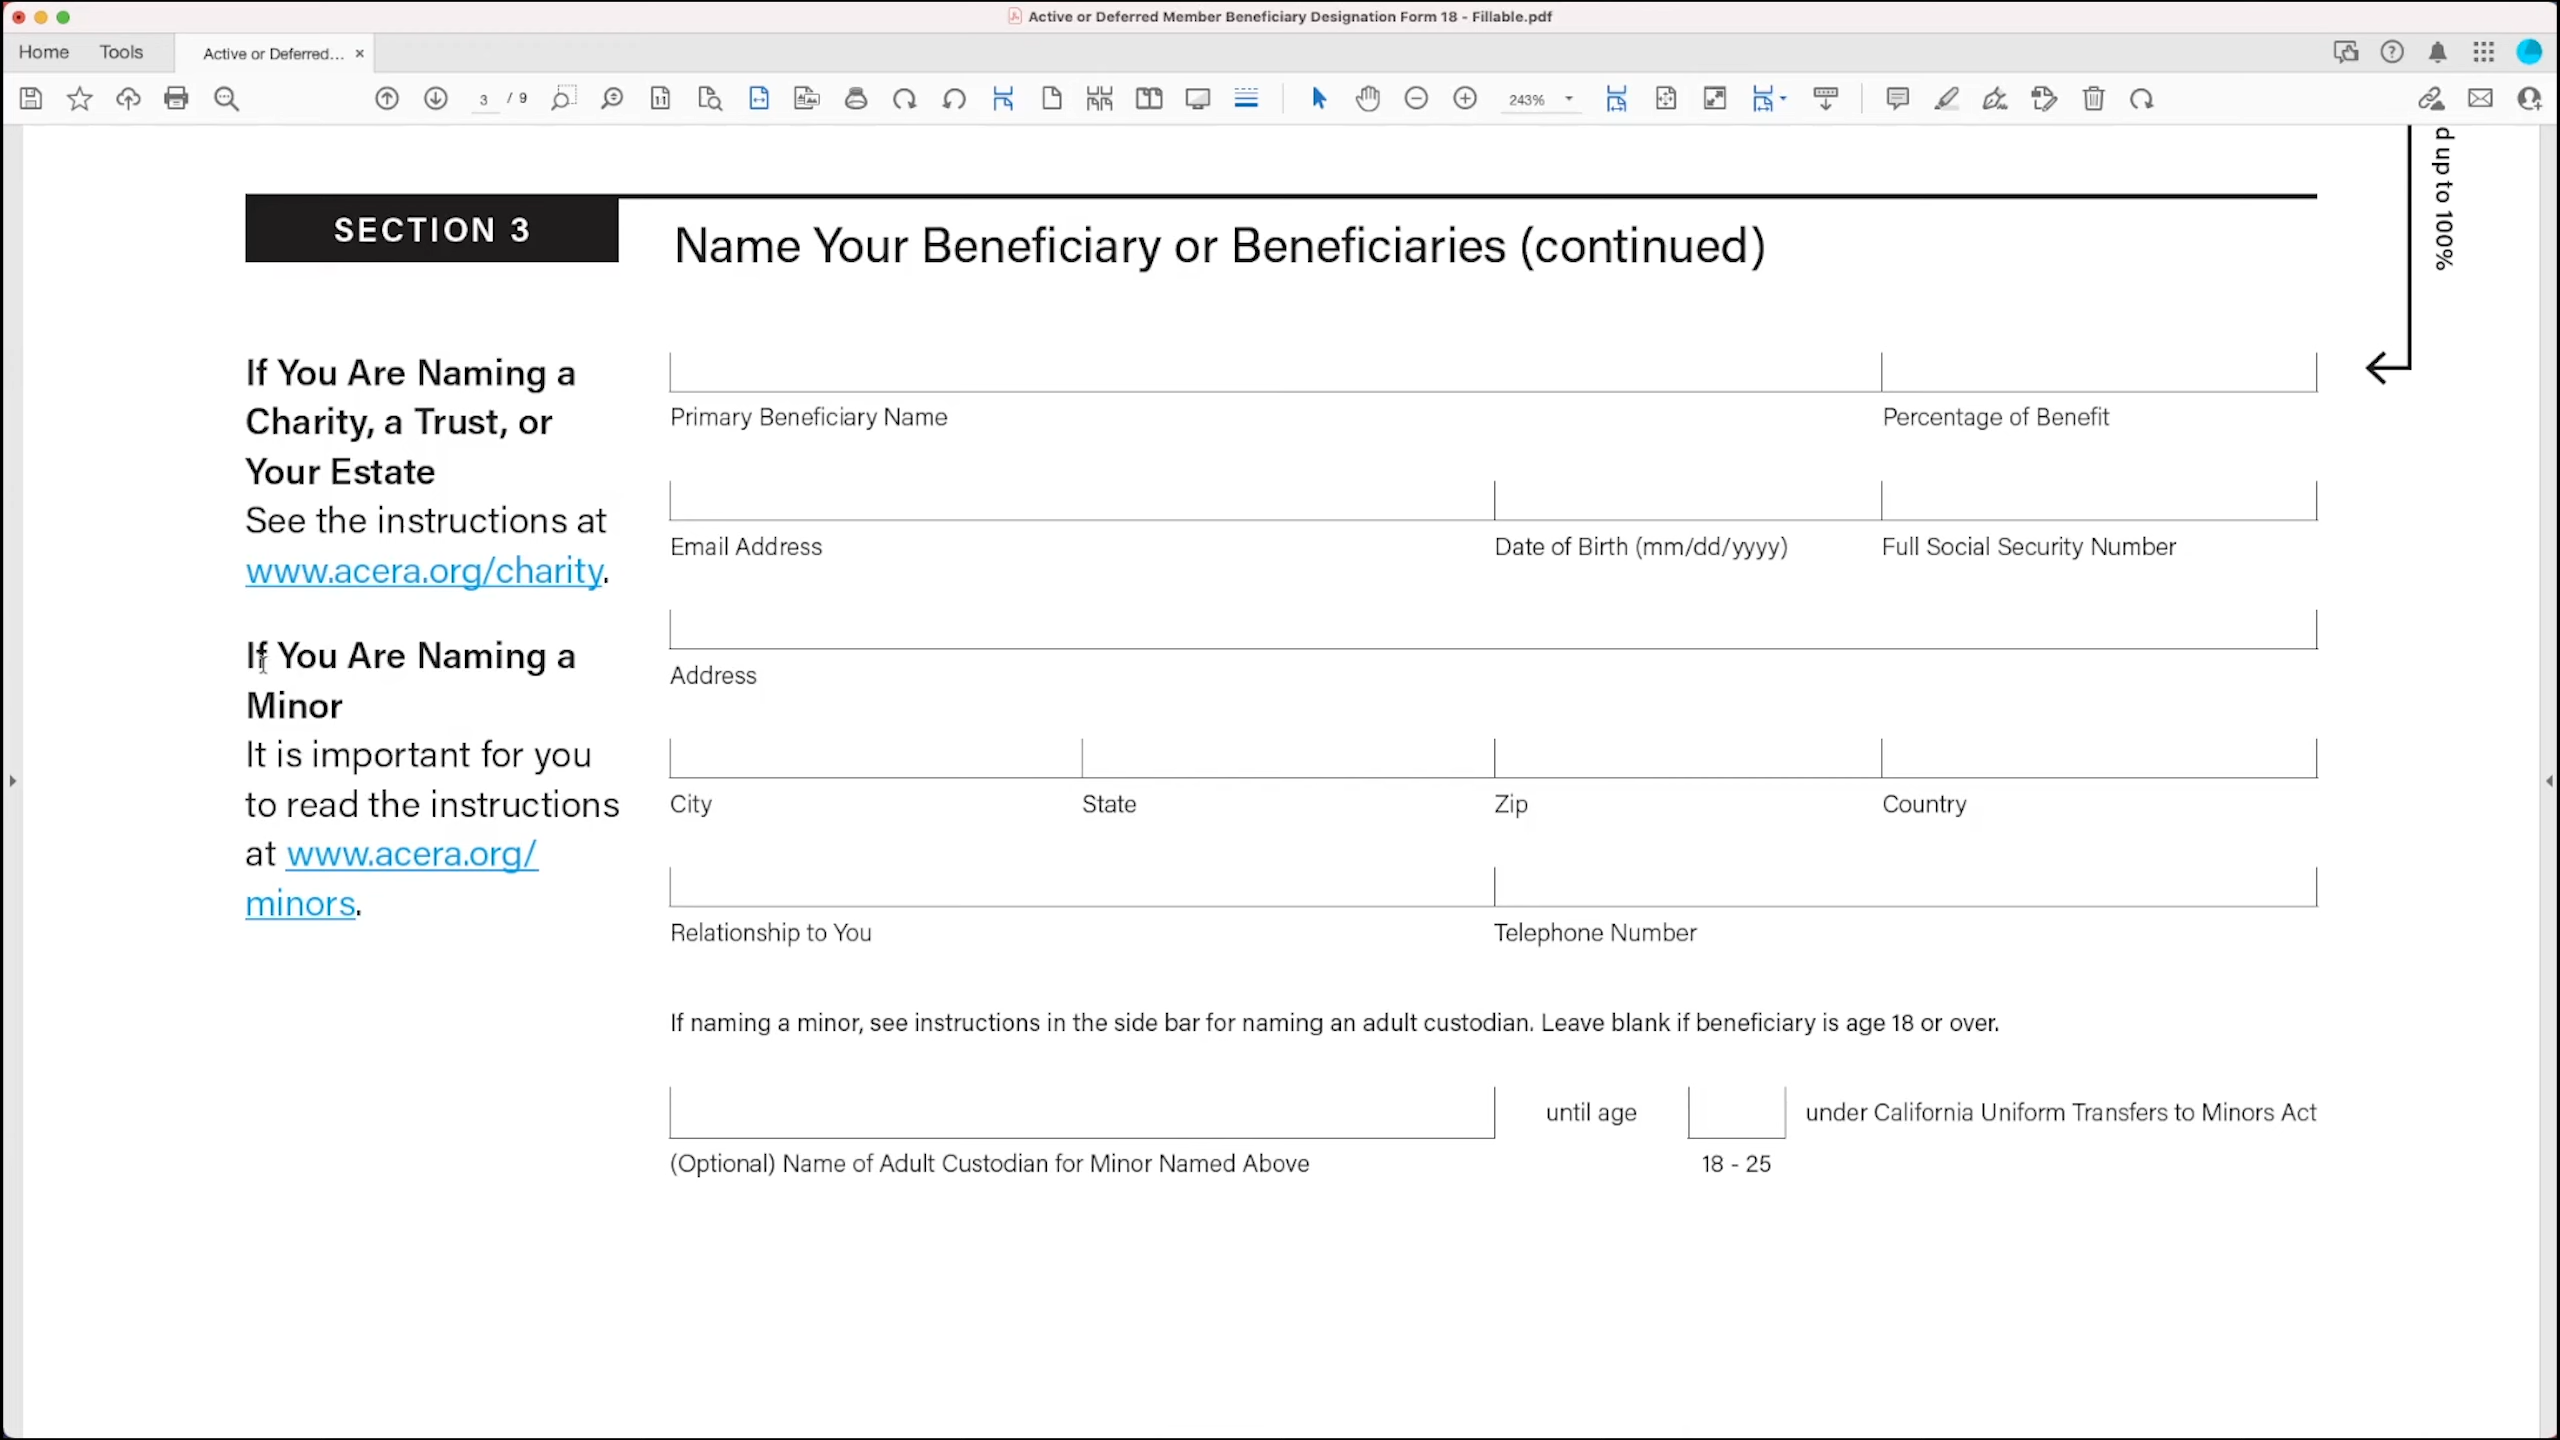 Active or Deferred Member Beneficiary Designation Form 18 - Fillable.pdf
Home Tools Active or Deferred... ×
3 / 9 243%
d up to 100%
SECTION 3
Name Your Beneficiary or Beneficiaries (continued)
If You Are Naming a
Charity, a Trust, or
Your Estate
See the instructions at
www.acera.org/charity.
If You Are Naming a
Minor
It is important for you
to read the instructions
at www.acera.org/
minors.
Primary Beneficiary Name Percentage of Benefit
Email Address Date of Birth (mm/dd/yyyy) Full Social Security Number
Address
City State Zip Country
Relationship to You Telephone Number
If naming a minor, see instructions in the side bar for naming an adult custodian. Leave blank if beneficiary is age 18 or over.
until age under California Uniform Transfers to Minors Act
(Optional) Name of Adult Custodian for Minor Named Above 18 - 25